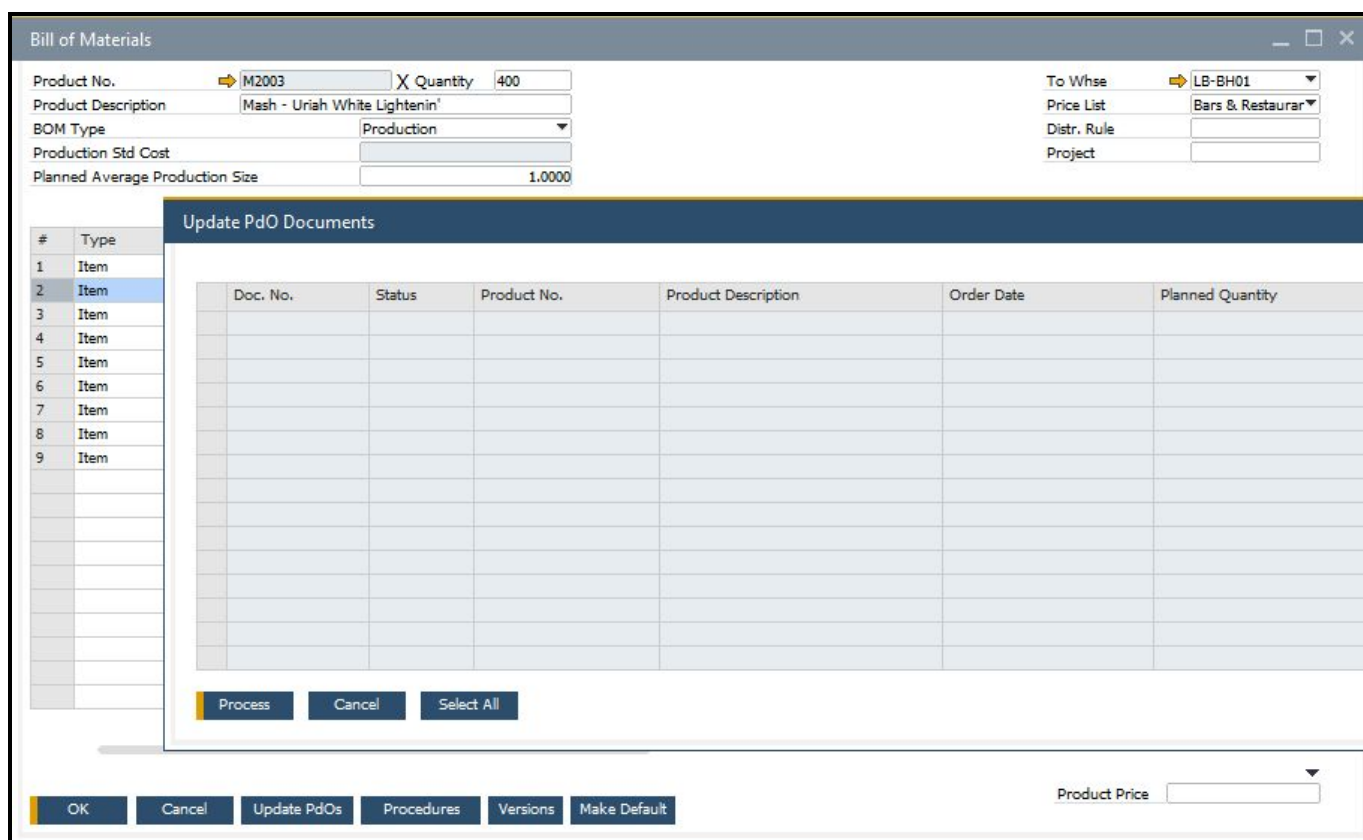 Bill of Materials
Product No. M2003 X Quantity 400 To Whse LB-BH01
Product Description Mash - Uriah White Lightenin' Price List Bars & Restaurar
BOM Type Production Distr. Rule
Production Std Cost Project
Planned Average Production Size 1.0000
Update PdO Documents
# Type
Doc. No. Status Product No. Product Description Order Date Planned Quantity
1 Item
2 Item
3 Item
4 Item
5 Item
6 Item
7 Item
8 Item
9 Item
Process Cancel Select All
Product Price
OK Cancel Update PdOs Procedures Versions Make Default